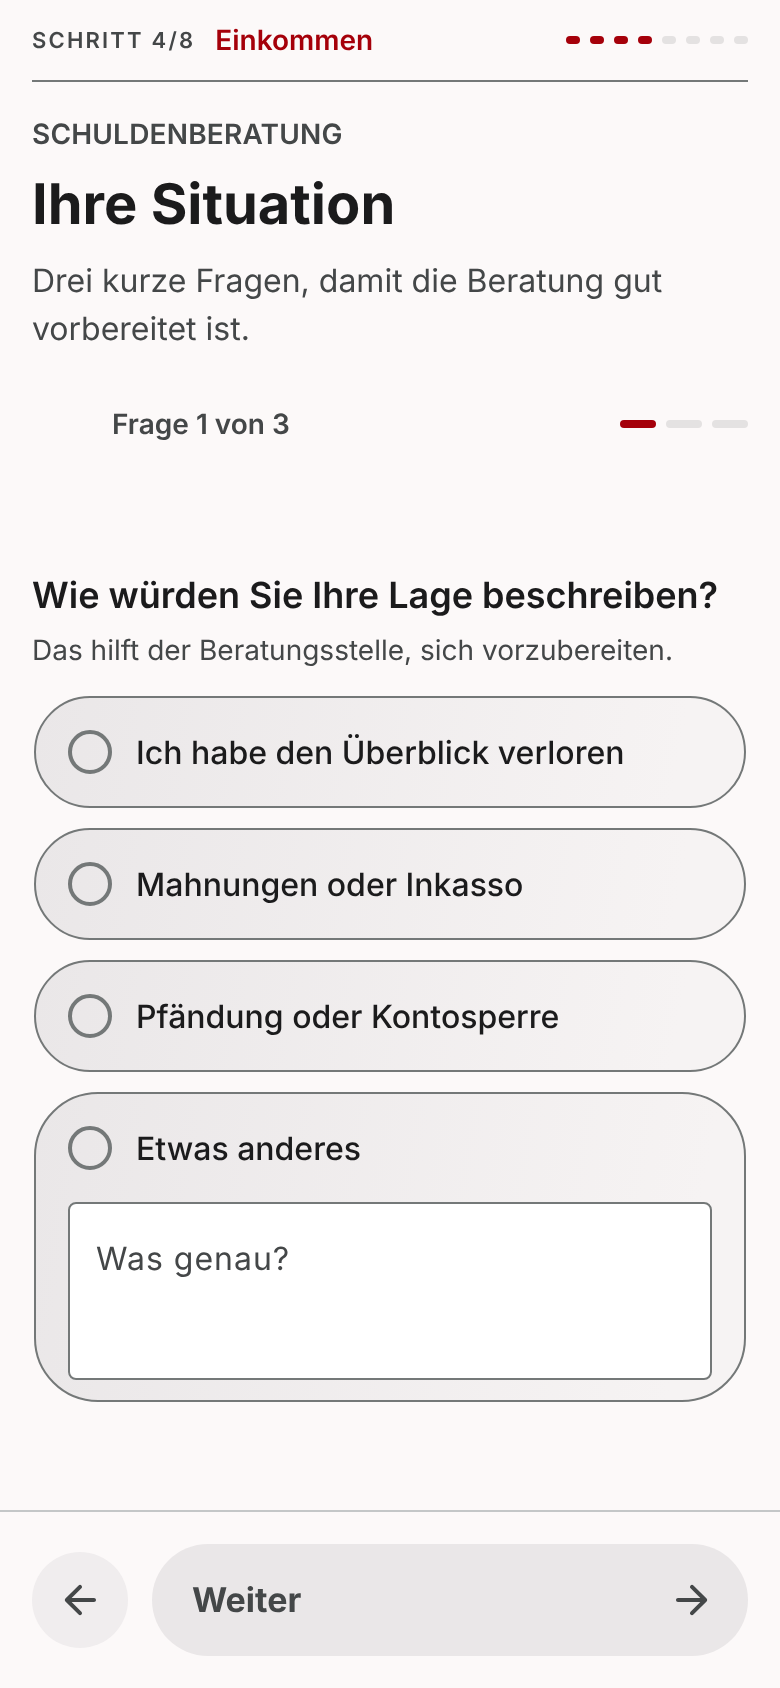 SCHRITT 4/8 Einkommen
SCHULDENBERATUNG
Ihre Situation
Drei kurze Fragen, damit die Beratung gut
vorbereitet ist.
Frage 1 von 3
Wie würden Sie Ihre Lage beschreiben?
Das hilft der Beratungsstelle, sich vorzubereiten.
Ich habe den Überblick verloren
Mahnungen oder Inkasso
Pfändung oder Kontosperre
Etwas anderes
Was genau?
Weiter